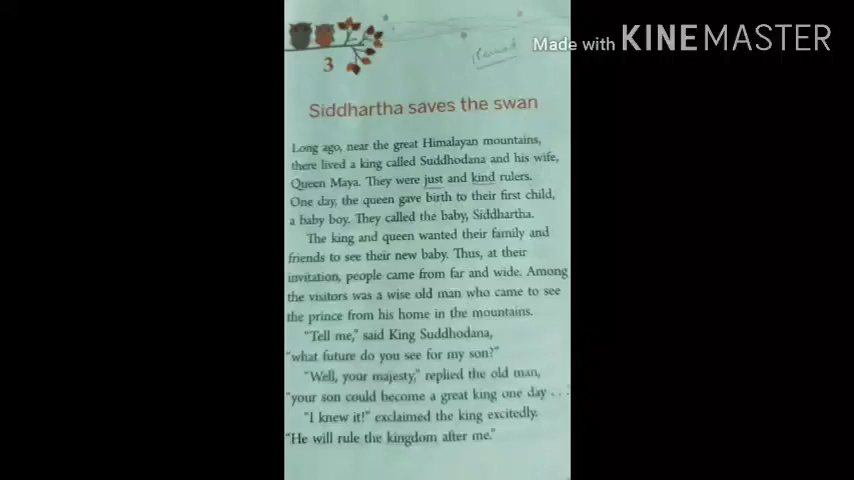 Made with KINEMASTER
3
Siddhartha saves the swan
Long ago, near the great Himalayan mountains,
there lived a king called Suddhodana and his wife,
Queen Maya. They were just and kind rulers.
One day, the queen gave birth to their first child,
a baby boy. They called the baby, Siddhartha.
The king and queen wanted their family and
friends to see their new baby. Thus, at their
invitation, people came from far and wide. Among
the visitors was a wise old man who came to see
the prince from his home in the mountains.
"Tell me," said King Suddhodana,
"what future do you see for my son?"
"Well, your majesty," replied the old man,
"your son could become a great king one day . . ."
"I knew it!" exclaimed the king excitedly.
"He will rule the kingdom after me."